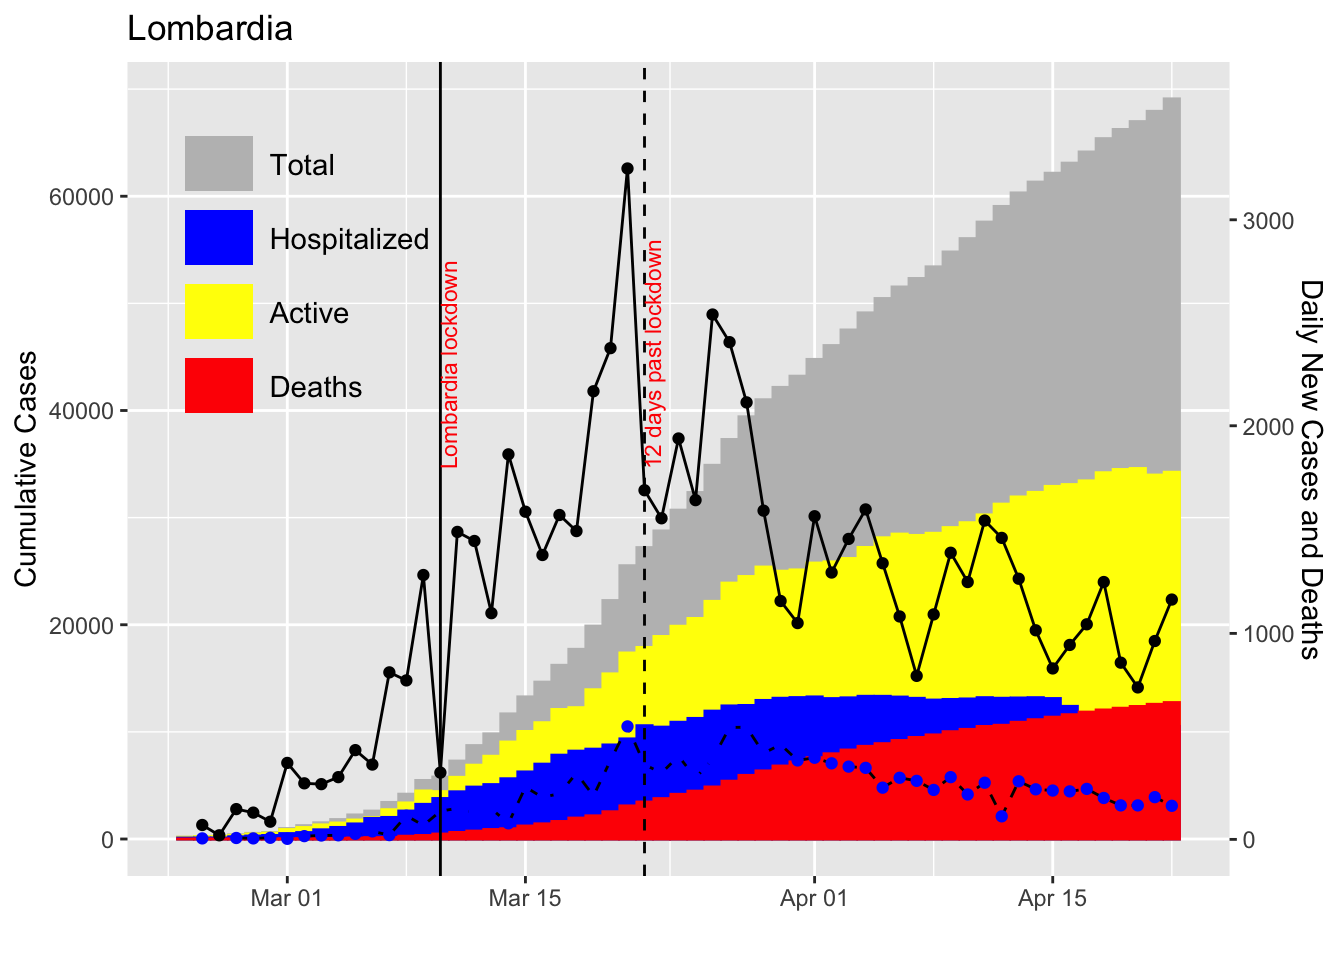 Lombardia
Total
Hospitalized
Active
Deaths
Lombardia lockdown
12 days past lockdown
Cumulative Cases
60000
40000
20000
0
Daily New Cases and Deaths
3000
2000
1000
0
Mar 01
Mar 15
Apr 01
Apr 15